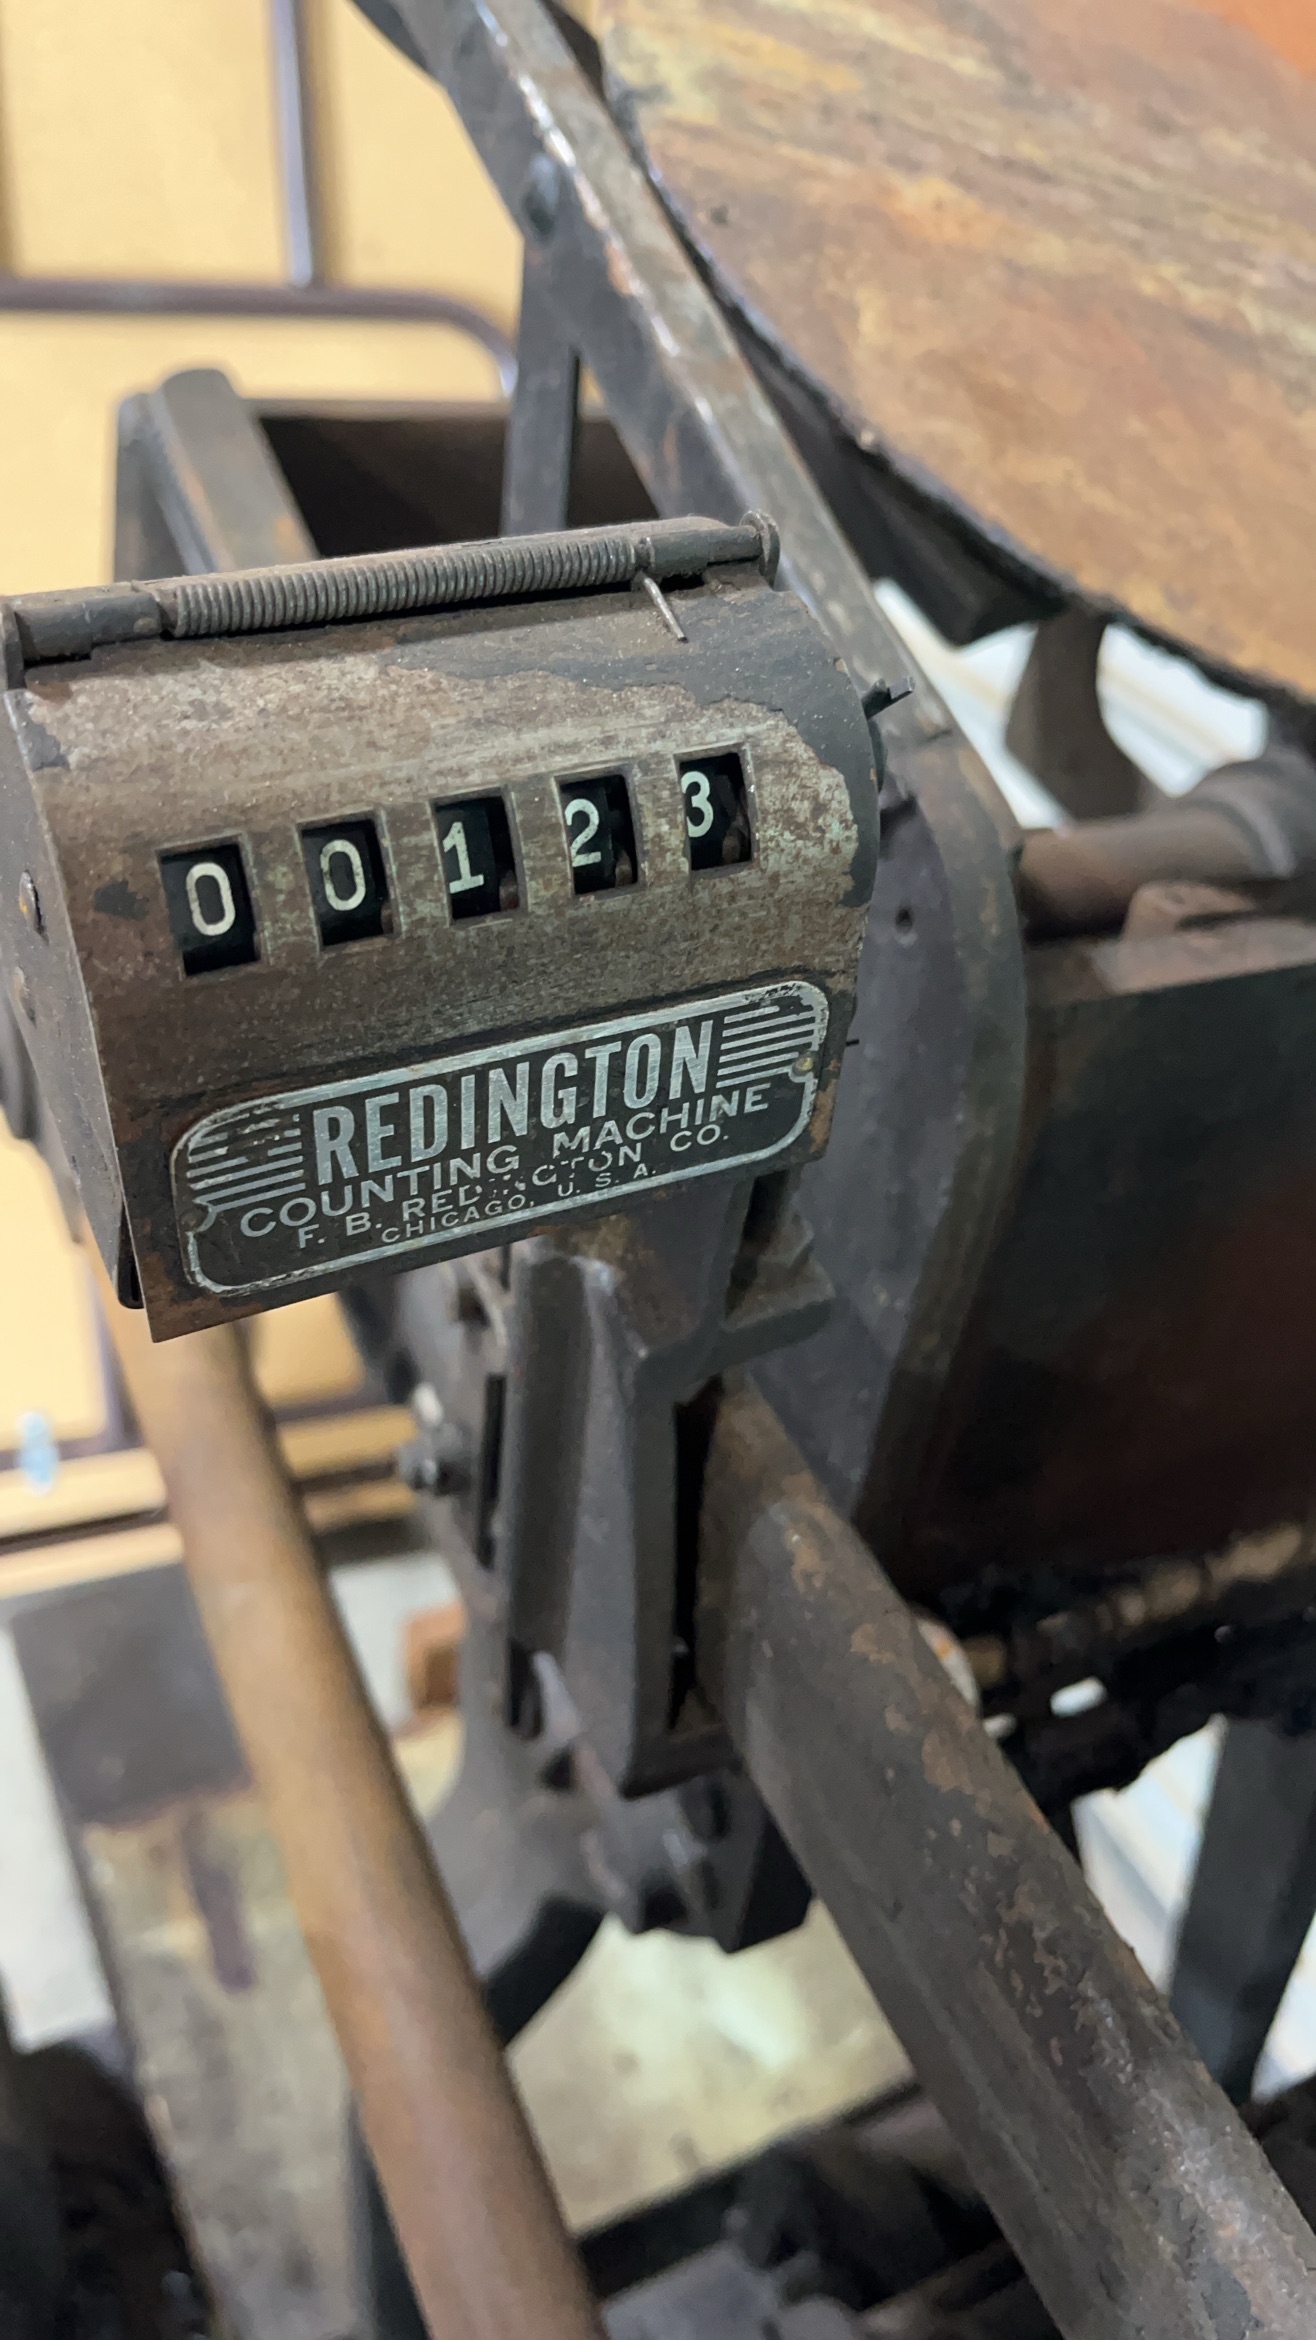 00123
REDINGTON
COUNTING MACHINE
F. B. REDINGTON CO.
CHICAGO, U. S. A.